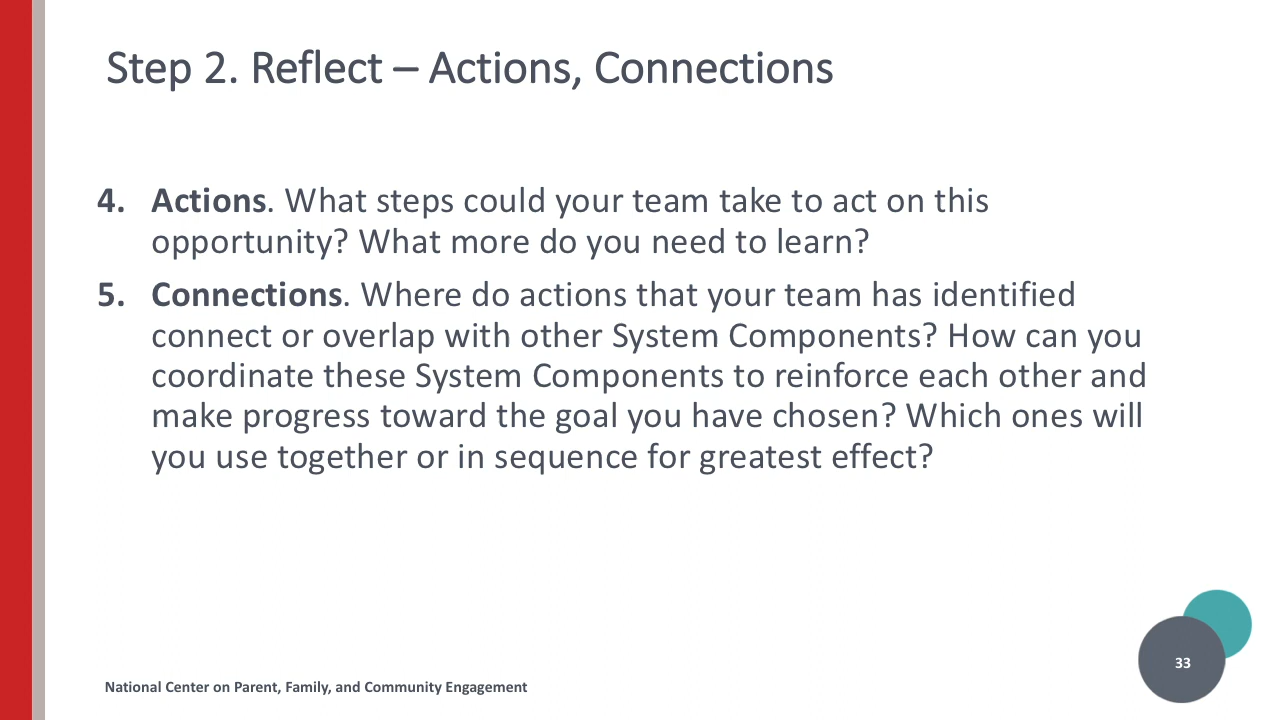 Step 2. Reflect – Actions, Connections
4. Actions. What steps could your team take to act on this
opportunity? What more do you need to learn?
5. Connections. Where do actions that your team has identified
connect or overlap with other System Components? How can you
coordinate these System Components to reinforce each other and
make progress toward the goal you have chosen? Which ones will
you use together or in sequence for greatest effect?
33
National Center on Parent, Family, and Community Engagement